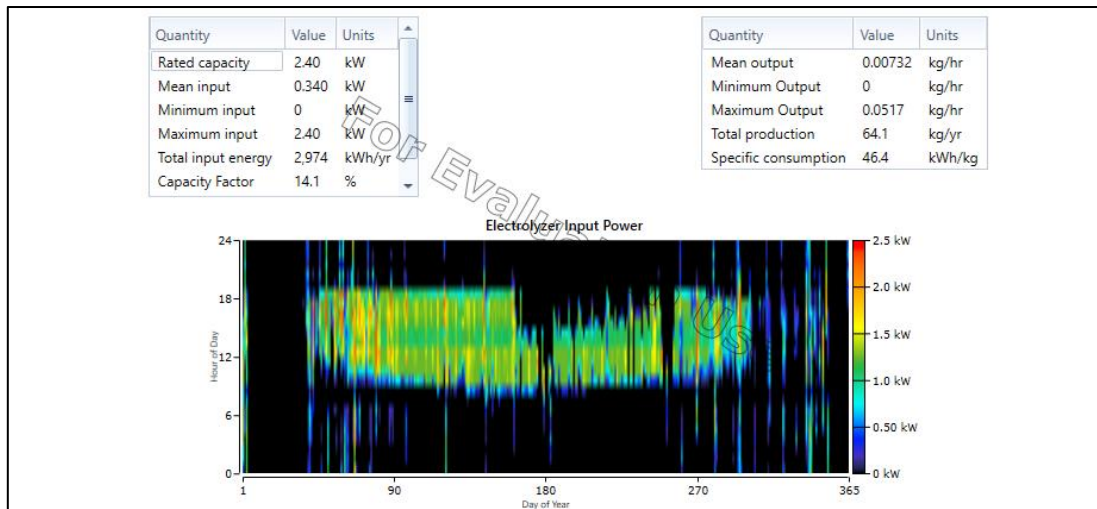 Quantity Value Units
Rated capacity 2.40 kW
Mean input 0.340 kW
Minimum input 0 kW
Maximum input 2.40 kW
Total input energy 2,974 kWh/yr
Capacity Factor 14.1 %
Quantity Value Units
Mean output 0.00732 kg/hr
Minimum Output 0 kg/hr
Maximum Output 0.0517 kg/hr
Total production 64.1 kg/yr
Specific consumption 46.4 kWh/kg
For Evalua
Us
Electrolyzer Input Power
Hour of Day
24
18
12
6
0
1 90 180 270 365
Day of Year
2.5 kW
2.0 kW
1.5 kW
1.0 kW
0.50 kW
0 kW